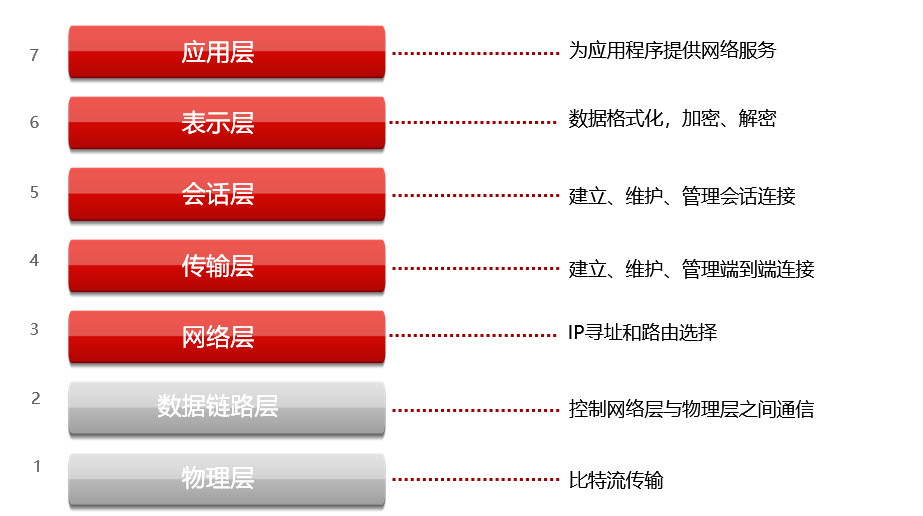 7 应用层 为应用程序提供网络服务
6 表示层 数据格式化，加密、解密
5 会话层 建立、维护、管理会话连接
4 传输层 建立、维护、管理端到端连接
3 网络层 IP寻址和路由选择
2 数据链路层 控制网络层与物理层之间通信
1 物理层 比特流传输